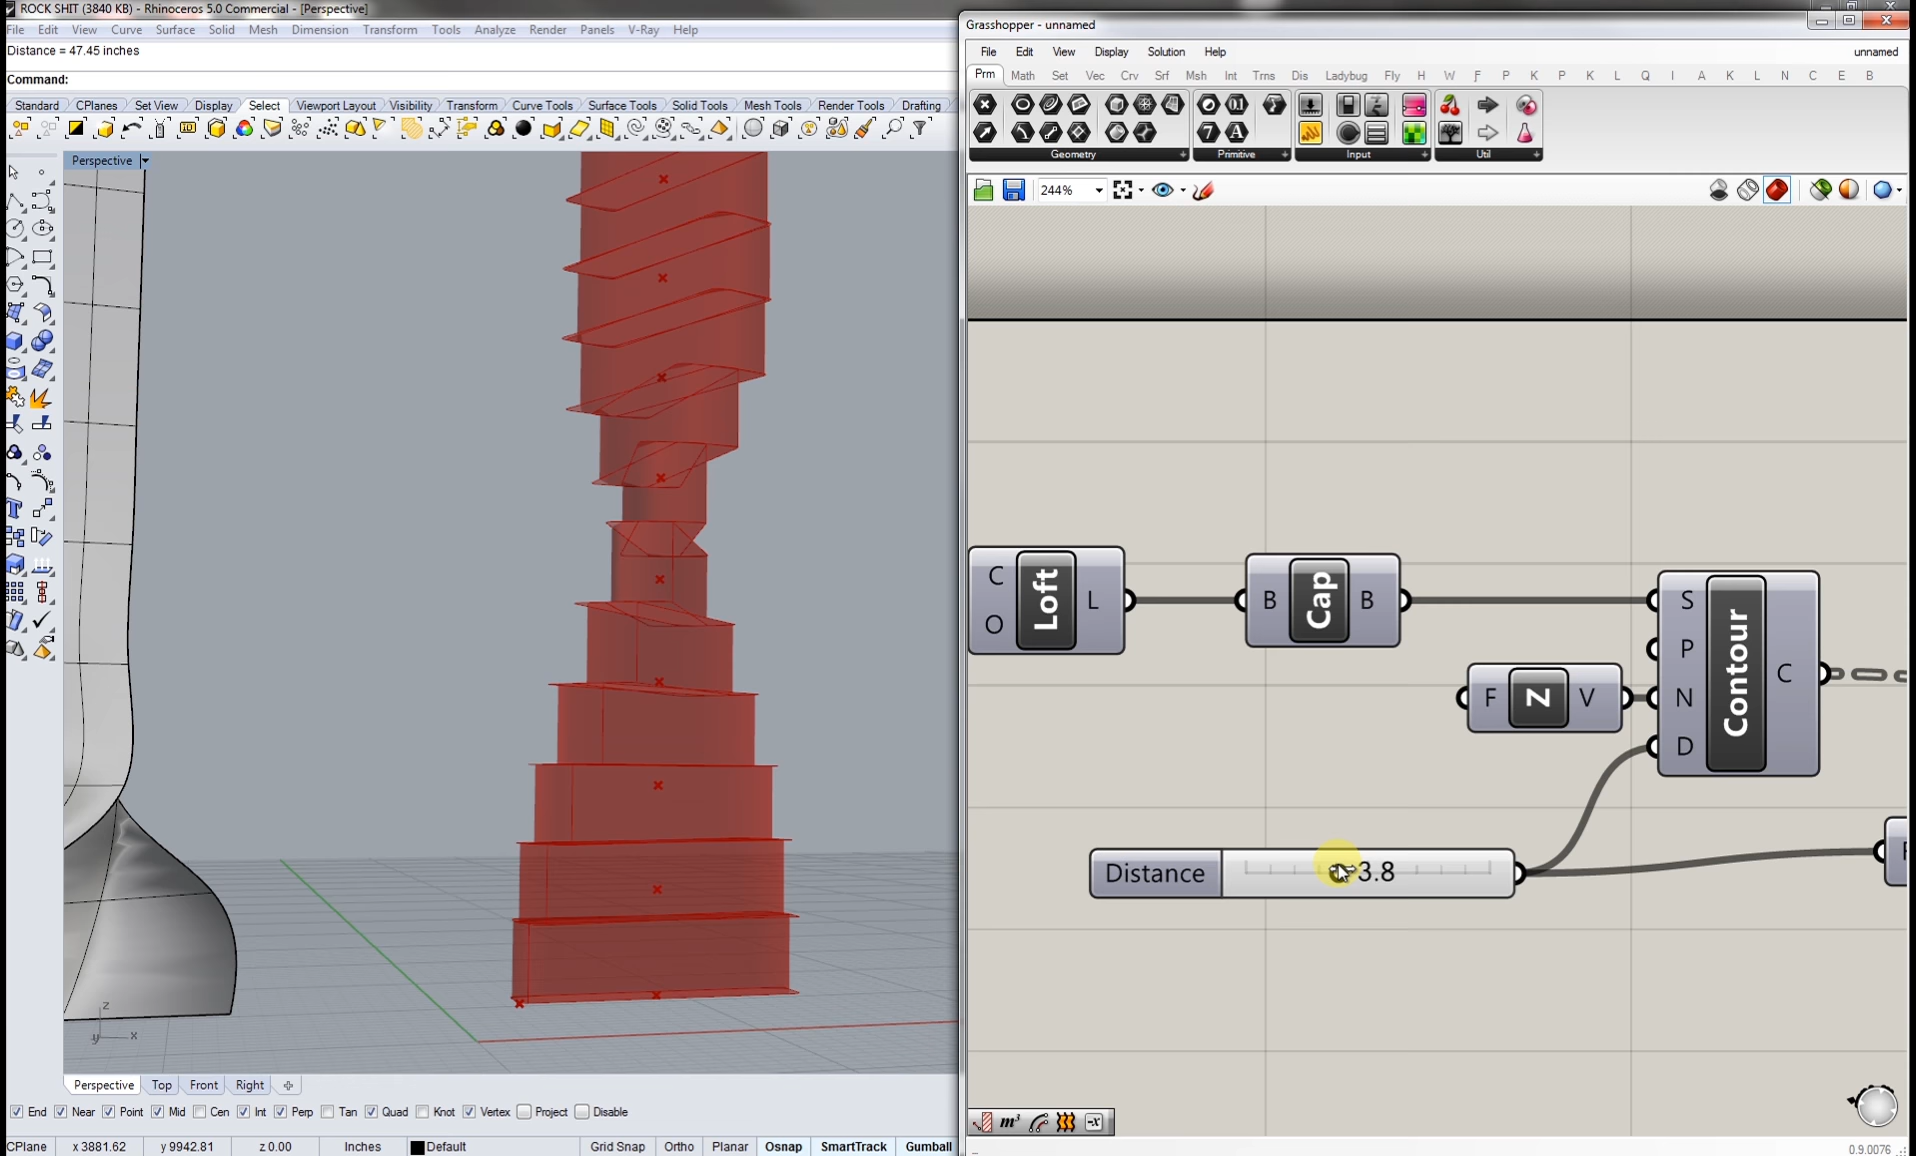 ROCK SHIT (3840 KB) - Rhinoceros 5.0 Commercial - [Perspective]
File Edit View Curve Surface Solid Mesh Dimension Transform Tools Analyze Render Panels V-Ray Help
Distance = 47.45 inches
Command:
Standard CPlanes Set View Display Select Viewport Layout Visibility Transform Curve Tools Surface Tools Solid Tools Mesh Tools Render Tools Drafting
Perspective
z
y x
Perspective Top Front Right
End Near Point Mid Cen Int Perp Tan Quad Knot Vertex Project Disable
CPlane x 3881.62 y 9942.81 z 0.00 Inches Default Grid Snap Ortho Planar Osnap SmartTrack Gumball
Grasshopper - unnamed
File Edit View Display Solution Help unnamed
Prm Math Set Vec Crv Srf Msh Int Trns Dis Ladybug Fly H W F P K P K L Q I A K L N C E B
Geometry Primitive Input Util
244%
C O Loft L
B Cap B
S P N D Contour C
F Z V
Distance 3.8
0.9.0076